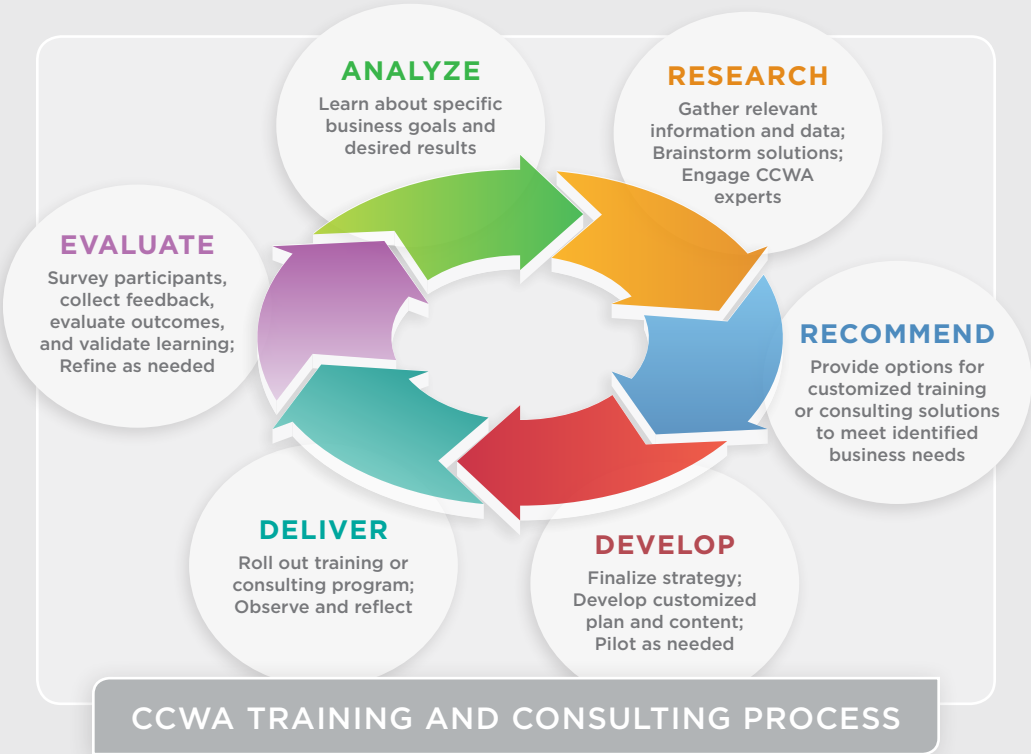 ANALYZE
Learn about specific
business goals and
desired results
RESEARCH
Gather relevant
information and data;
Brainstorm solutions;
Engage CCWA
experts
RECOMMEND
Provide options for
customized training
or consulting solutions
to meet identified
business needs
DEVELOP
Finalize strategy;
Develop customized
plan and content;
Pilot as needed
DELIVER
Roll out training or
consulting program;
Observe and reflect
EVALUATE
Survey participants,
collect feedback,
evaluate outcomes,
and validate learning;
Refine as needed
CCWA TRAINING AND CONSULTING PROCESS